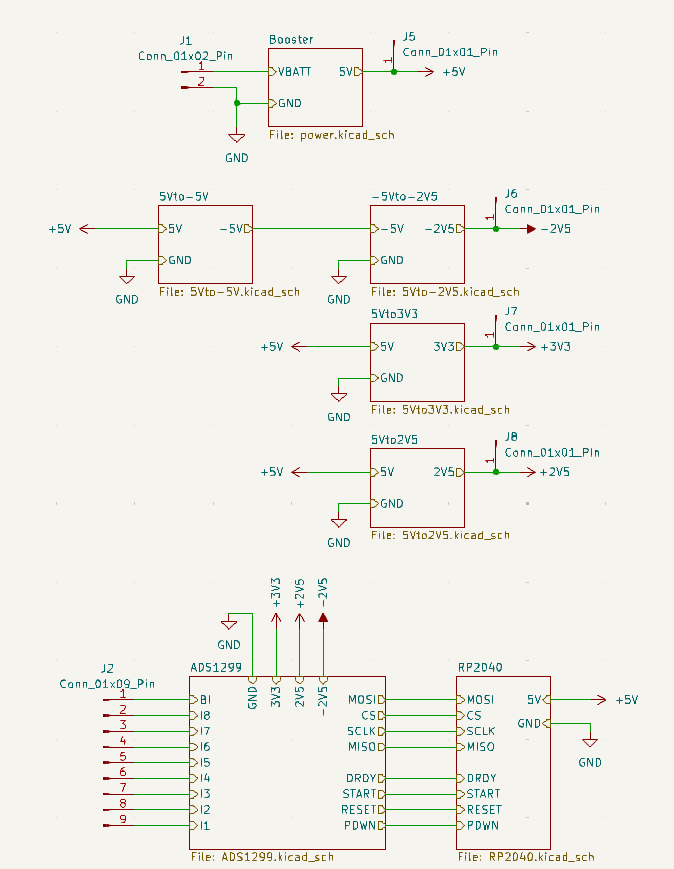 Booster
J1
Conn_01x02_Pin
1
2
VBATT
5V
GND
GND
File: power.kicad_sch
J5
Conn_01x01_Pin
1
+5V
5Vto-5V
+5V
5V
-5V
GND
GND
File: 5Vto-5V.kicad_sch
-5Vto-2V5
-5V
-2V5
GND
GND
File: 5Vto-2V5.kicad_sch
J6
Conn_01x01_Pin
1
-2V5
5Vto3V3
+5V
5V
3V3
GND
GND
File: 5Vto3V3.kicad_sch
J7
Conn_01x01_Pin
1
+3V3
5Vto2V5
+5V
5V
2V5
GND
GND
File: 5Vto2V5.kicad_sch
J8
Conn_01x01_Pin
1
+2V5
GND
+3V3
+2V5
-2V5
ADS1299
GND
3V3
2V5
-2V5
J2
Conn_01x09_Pin
1
2
3
4
5
6
7
8
9
BI
I8
I7
I6
I5
I4
I3
I2
I1
MOSI
CS
SCLK
MISO
DRDY
START
RESET
PDWN
File: ADS1299.kicad_sch
RP2040
MOSI
CS
SCLK
MISO
DRDY
START
RESET
PDWN
5V
GND
+5V
GND
File: RP2040.kicad_sch